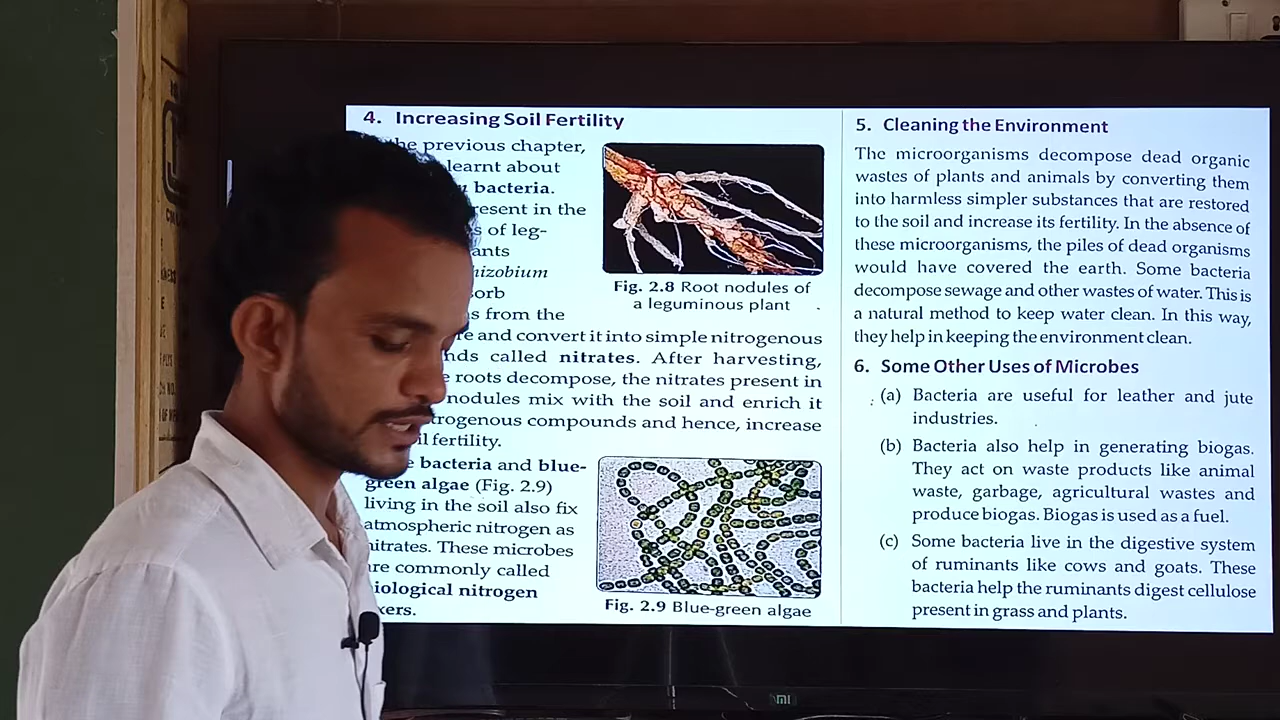 4. Increasing Soil Fertility
the previous chapter,
learnt about
bacteria.
resent in the
s of leg-
ants
hizobium
orb
s from the
re and convert it into simple nitrogenous
nds called nitrates. After harvesting,
roots decompose, the nitrates present in
nodules mix with the soil and enrich it
trogenous compounds and hence, increase
il fertility.
e bacteria and blue-
green algae (Fig. 2.9)
living in the soil also fix
atmospheric nitrogen as
nitrates. These microbes
are commonly called
iological nitrogen
xers.
Fig. 2.8 Root nodules of
a leguminous plant
Fig. 2.9 Blue-green algae
5. Cleaning the Environment
The microorganisms decompose dead organic
wastes of plants and animals by converting them
into harmless simpler substances that are restored
to the soil and increase its fertility. In the absence of
these microorganisms, the piles of dead organisms
would have covered the earth. Some bacteria
decompose sewage and other wastes of water. This is
a natural method to keep water clean. In this way,
they help in keeping the environment clean.
6. Some Other Uses of Microbes
(a) Bacteria are useful for leather and jute
industries.
(b) Bacteria also help in generating biogas.
They act on waste products like animal
waste, garbage, agricultural wastes and
produce biogas. Biogas is used as a fuel.
(c) Some bacteria live in the digestive system
of ruminants like cows and goats. These
bacteria help the ruminants digest cellulose
present in grass and plants.
mi